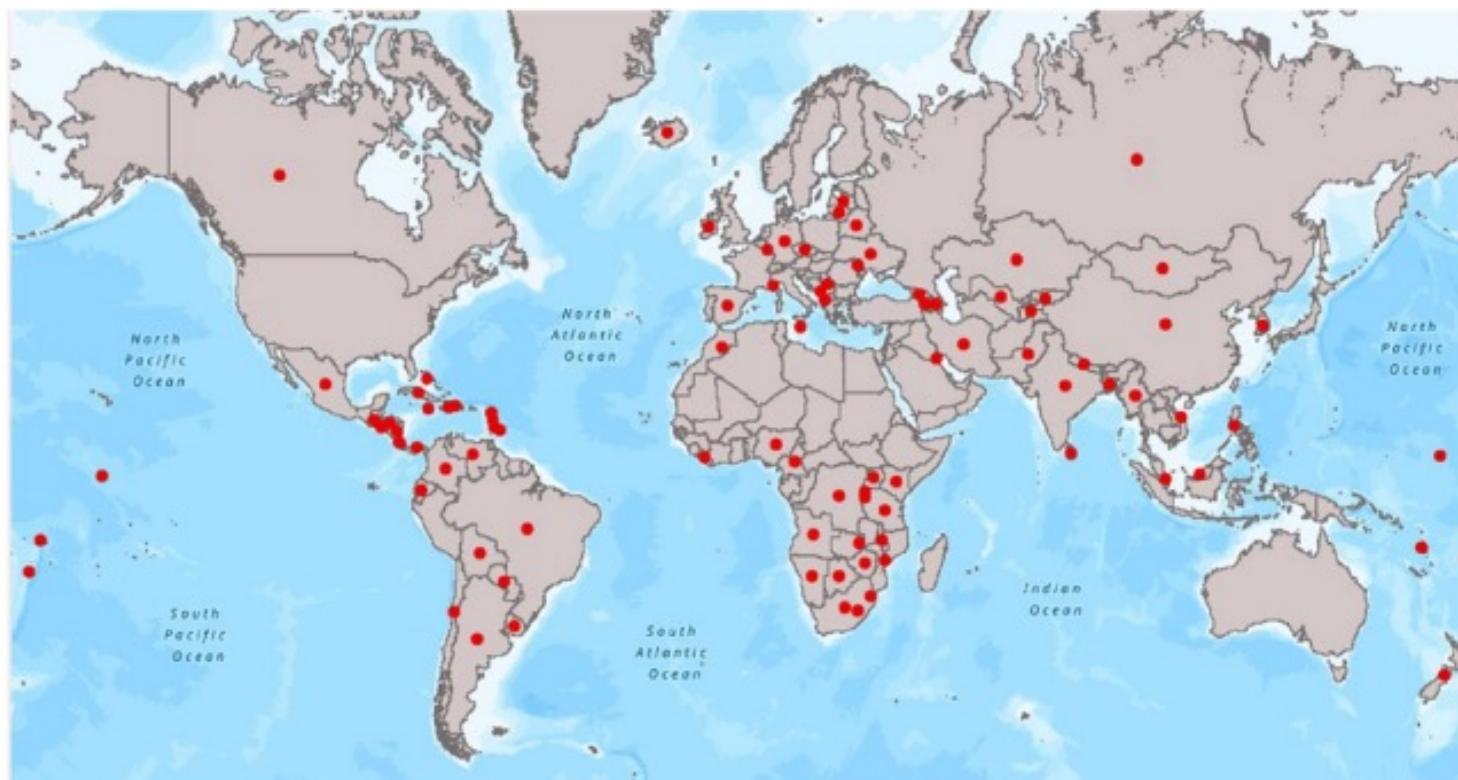 North
Atlantic
Ocean
North
Pacific
Ocean
North
Pacific
Ocean
Indian
Ocean
South
Pacific
Ocean
South
Atlantic
Ocean